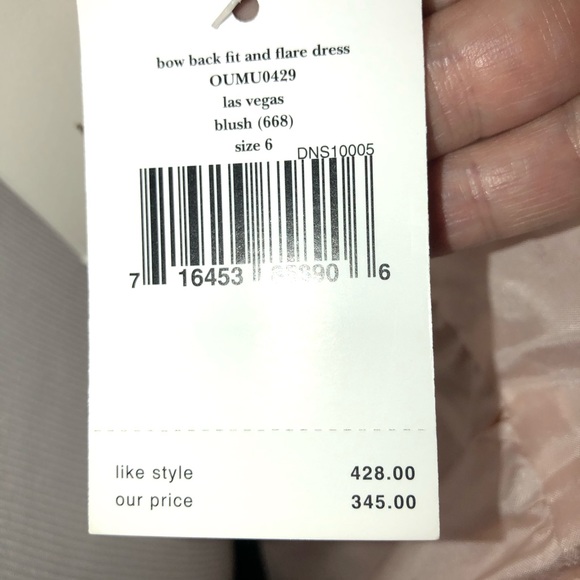 bow back fit and flare dress
OUMU0429
las vegas
blush (668)
size 6
DNS10005
7 16453 6
like style 428.00
our price 345.00